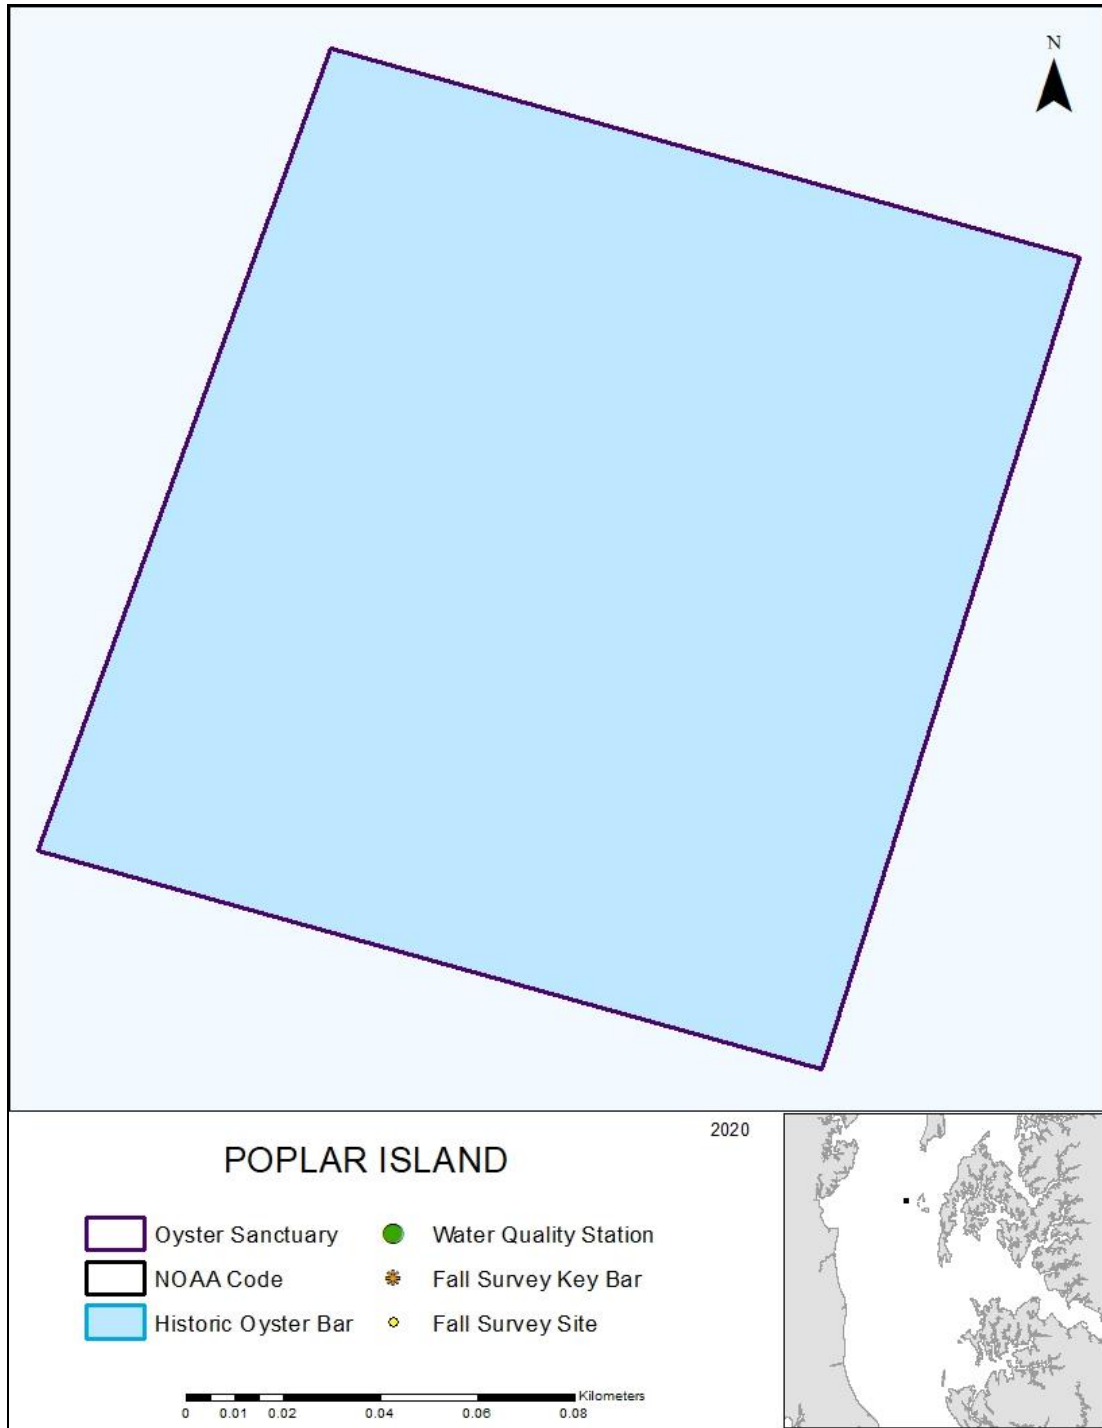 N
2020
POPLAR ISLAND
Oyster Sanctuary
Water Quality Station
NOAA Code
Fall Survey Key Bar
Historic Oyster Bar
Fall Survey Site
Kilometers
0 0.01 0.02 0.04 0.06 0.08